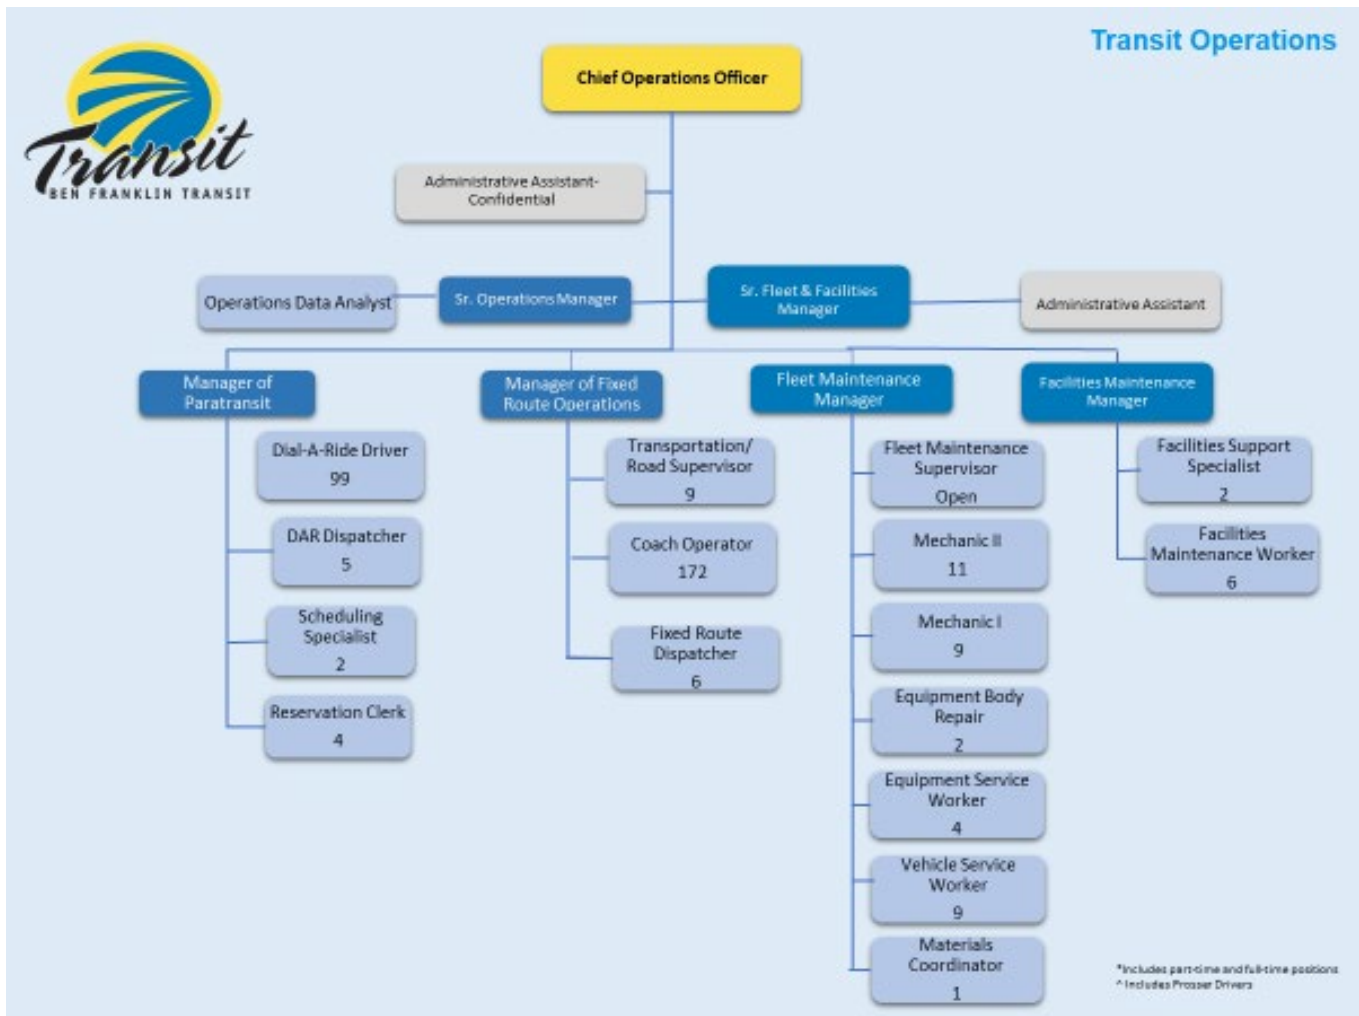 Transit Operations
Transit
BEN FRANKLIN TRANSIT
Chief Operations Officer
Administrative Assistant-
Confidential
Operations Data Analyst
Sr. Operations Manager
Sr. Fleet & Facilities
Manager
Administrative Assistant
Manager of
Paratransit
Dial-A-Ride Driver
99
DAR Dispatcher
5
Scheduling
Specialist
2
Reservation Clerk
4
Manager of Fixed
Route Operations
Transportation/
Road Supervisor
9
Coach Operator
172
Fixed Route
Dispatcher
6
Fleet Maintenance
Manager
Fleet Maintenance
Supervisor
Open
Mechanic II
11
Mechanic I
9
Equipment Body
Repair
2
Equipment Service
Worker
4
Vehicle Service
Worker
9
Materials
Coordinator
1
Facilities Maintenance
Manager
Facilities Support
Specialist
2
Facilities
Maintenance Worker
6
*Includes part-time and full-time positions
^ Includes Prosser Drivers